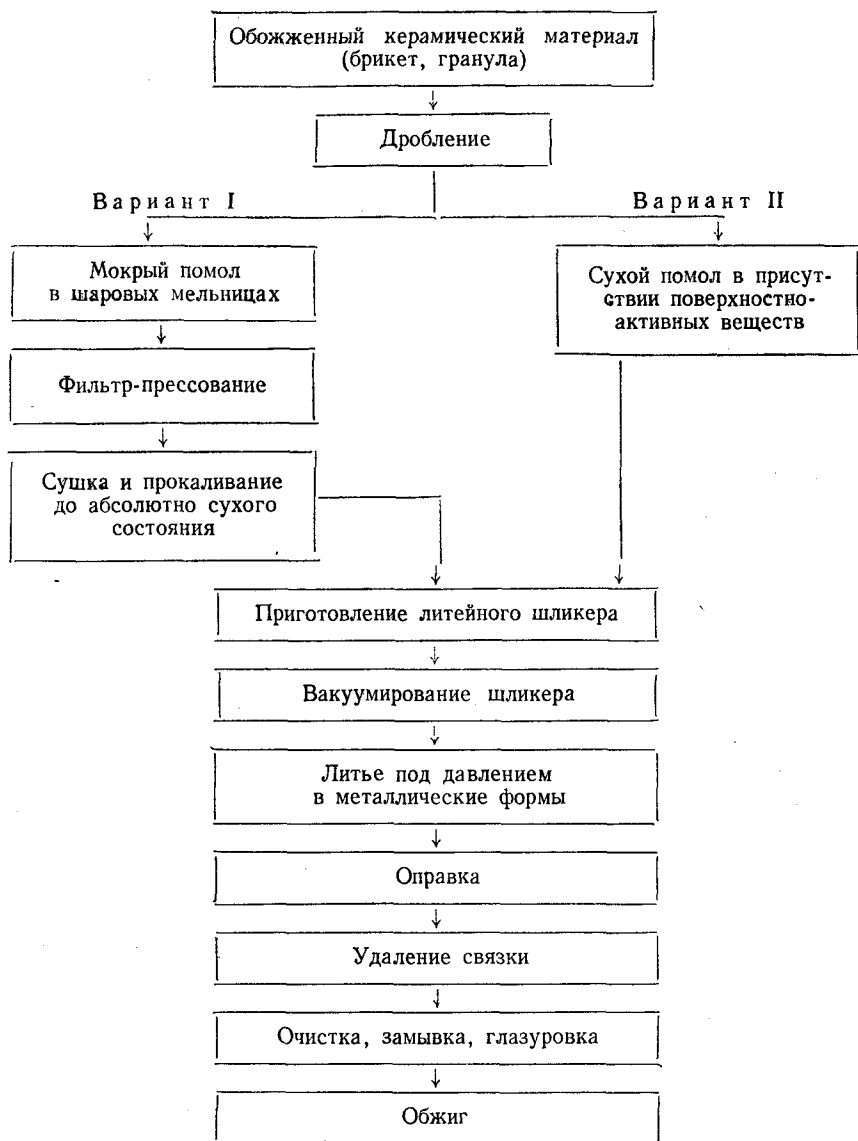 Обожженный керамический материал
(брикет, гранула)
Дробление
Вариант I
Вариант II
Мокрый помол
в шаровых мельницах
Сухой помол в присут-
ствии поверхностно-
активных веществ
Фильтр-прессование
Сушка и прокаливание
до абсолютно сухого
состояния
Приготовление литейного шликера
Вакуумирование шликера
Литье под давлением
в металлические формы
Оправка
Удаление связки
Очистка, замывка, глазуровка
Обжиг